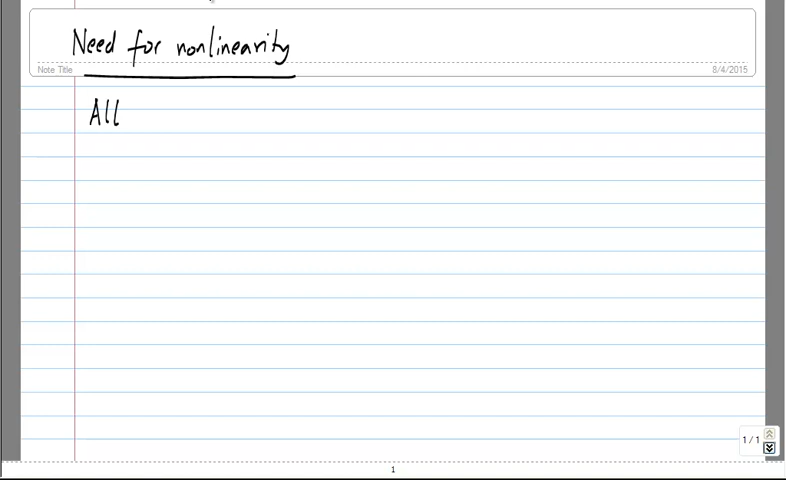 Need for nonlinearity
Note Title
8/4/2015
All
1 / 1
1